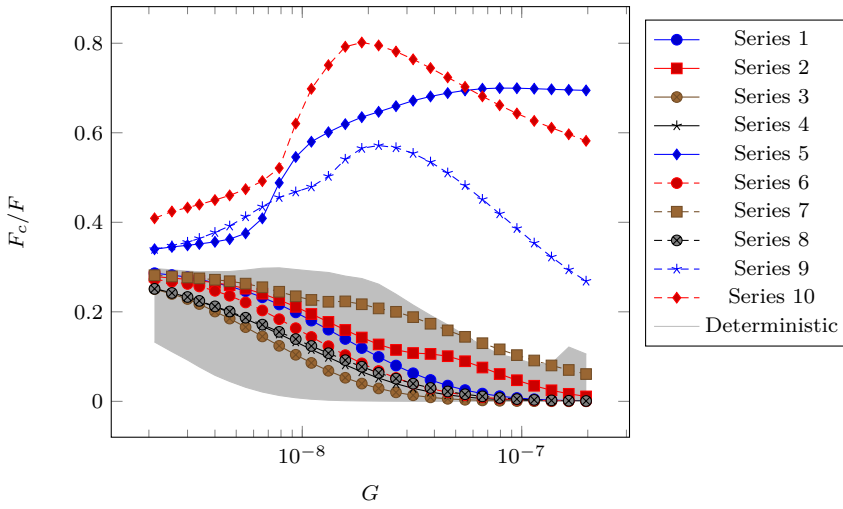 0.8
0.6
0.4
0.2
0
10⁻⁸
10⁻⁷
G
F_c/F
Series 1
Series 2
Series 3
Series 4
Series 5
Series 6
Series 7
Series 8
Series 9
Series 10
Deterministic